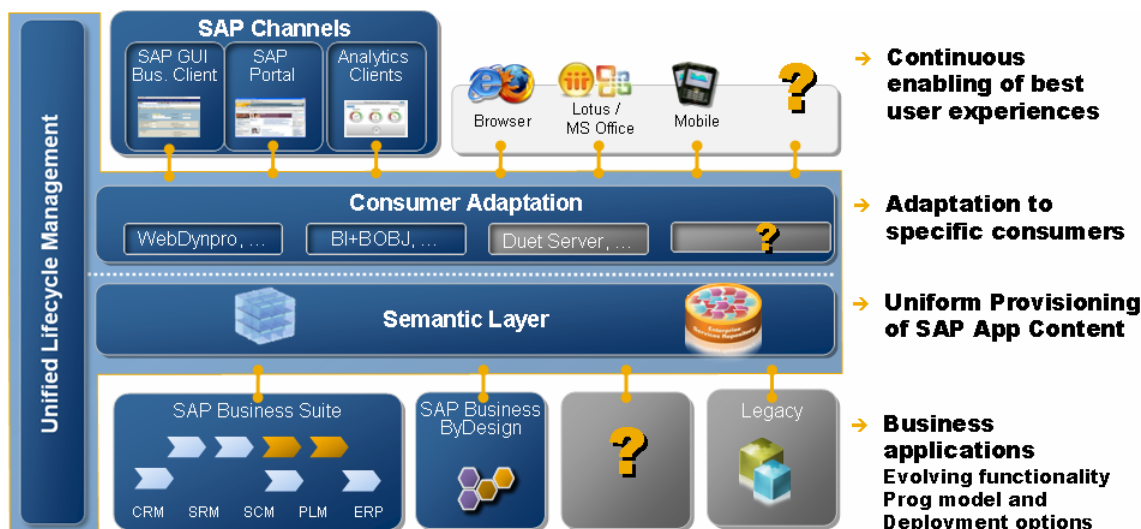 Unified Lifecycle Management
SAP Channels
SAP GUI
Bus. Client
SAP
Portal
Analytics
Clients
Browser
Lotus /
MS Office
Mobile
?
→ Continuous
enabling of best
user experiences
Consumer Adaptation
WebDynpro, ...
BI+BOBJ, ...
Duet Server, ...
?
→ Adaptation to
specific consumers
Semantic Layer
Enterprise
Services Repository
→ Uniform Provisioning
of SAP App Content
SAP Business Suite
CRM SRM SCM PLM ERP
SAP Business
ByDesign
?
Legacy
→ Business
applications
Evolving functionality
Prog model and
Deployment options